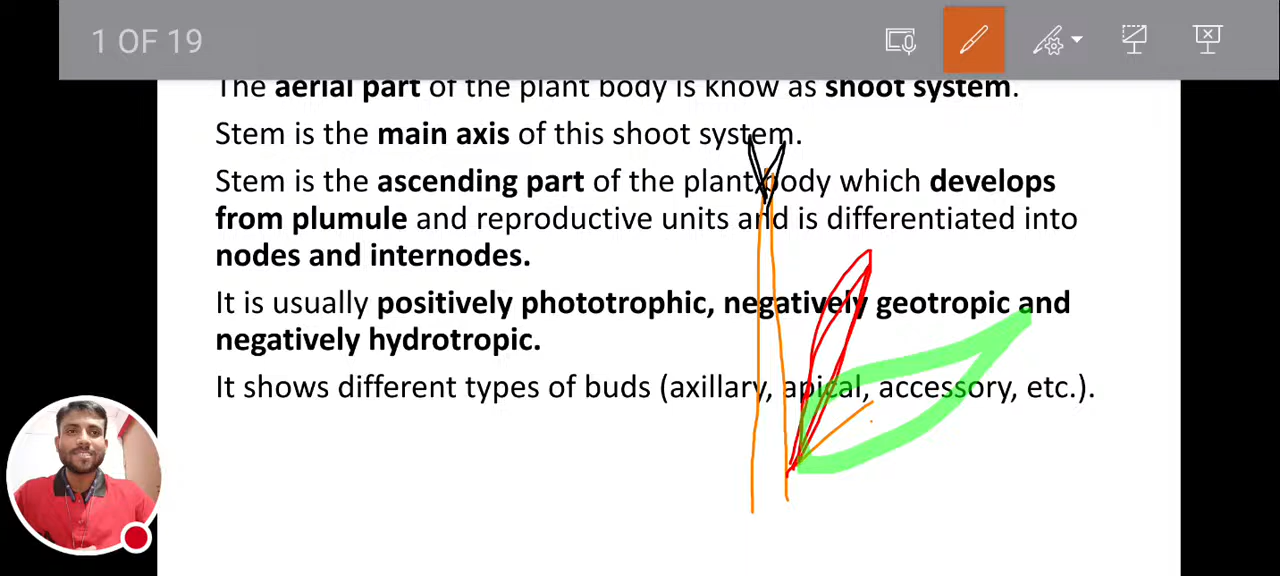 1 OF 19
The aerial part of the plant body is know as shoot system.
Stem is the main axis of this shoot system.
Stem is the ascending part of the plant body which develops
from plumule and reproductive units and is differentiated into
nodes and internodes.
It is usually positively phototrophic, negatively geotropic and
negatively hydrotropic.
It shows different types of buds (axillary, apical, accessory, etc.).